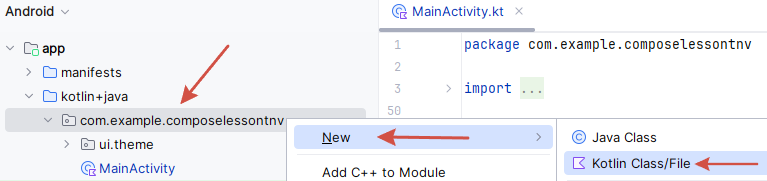 Android
app
manifests
kotlin+java
com.example.composelessontnv
ui.theme
MainActivity
MainActivity.kt
1
package com.example.composelessontnv
2
3
import ...
50
New
Add C++ to Module
Java Class
Kotlin Class/File